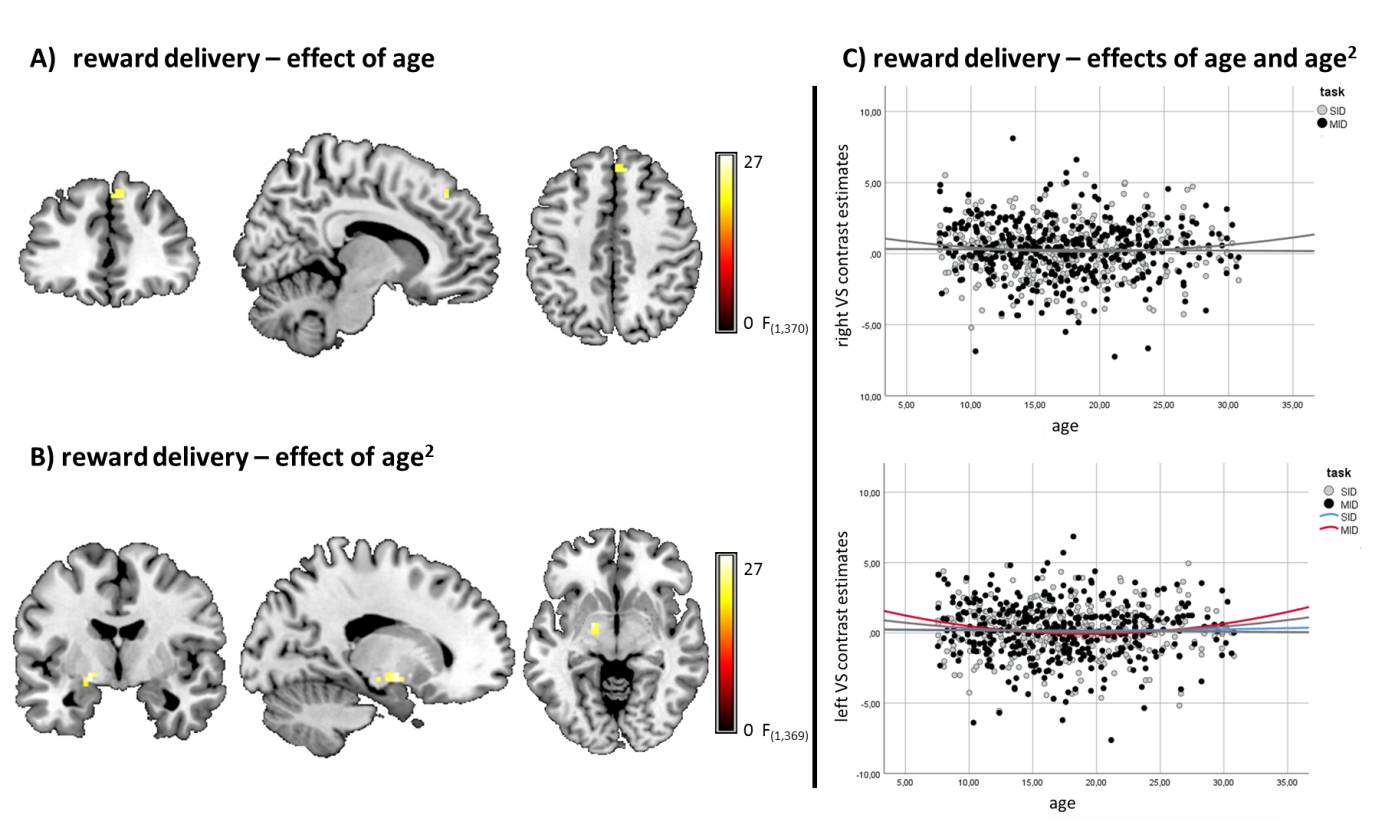 A) reward delivery – effect of age
27
0 F(1,370)
B) reward delivery – effect of age2
27
0 F(1,369)
C) reward delivery – effects of age and age2
task
SID
MID
right VS contrast estimates
10,00
5,00
,00
-5,00
10,00
5,00 10,00 15,00 20,00 25,00 30,00 35,00
age
task
SID
MID
SID
MID
left VS contrast estimates
10,00
5,00
,00
-5,00
-10,00
5,00 10,00 15,00 20,00 25,00 30,00 35,00
age